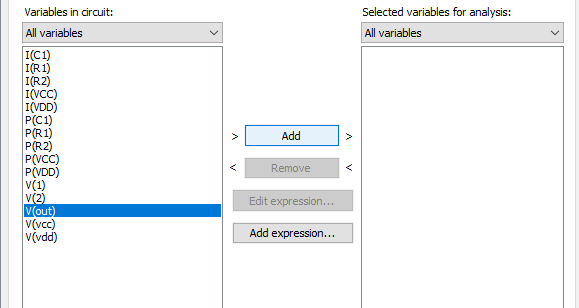 Variables in circuit:
Selected variables for analysis:
All variables
All variables
I(C1)
I(R1)
I(R2)
I(VCC)
I(VDD)
P(C1)
P(R1)
P(R2)
P(VCC)
P(VDD)
V(1)
V(2)
V(out)
V(vcc)
V(vdd)
> Add >
< Remove <
Edit expression...
Add expression...